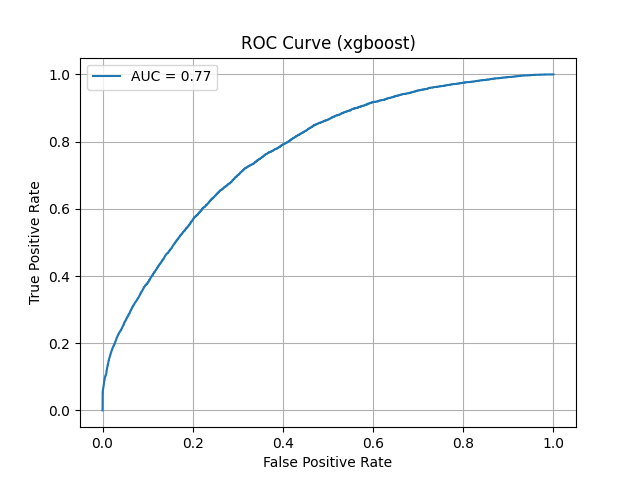 ROC Curve (xgboost)
AUC = 0.77
True Positive Rate
1.0
0.8
0.6
0.4
0.2
0.0
0.0 0.2 0.4 0.6 0.8 1.0
False Positive Rate